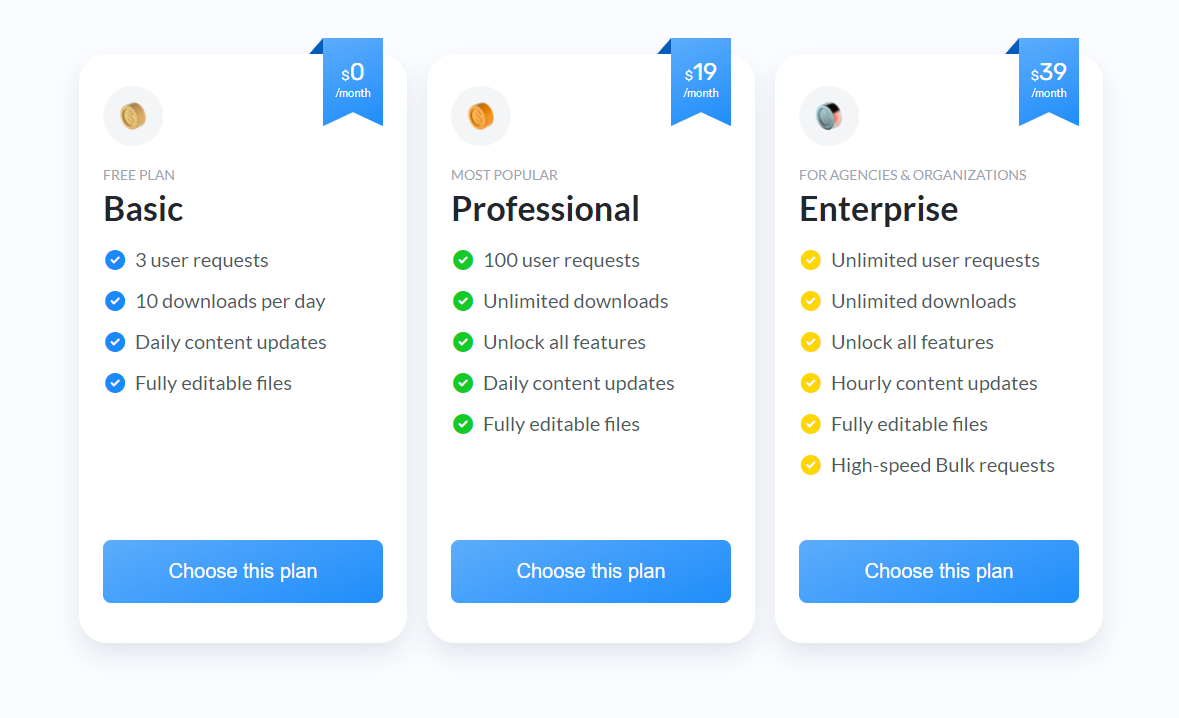 $0
/month
FREE PLAN
Basic
3 user requests
10 downloads per day
Daily content updates
Fully editable files
Choose this plan
$19
/month
MOST POPULAR
Professional
100 user requests
Unlimited downloads
Unlock all features
Daily content updates
Fully editable files
Choose this plan
$39
/month
FOR AGENCIES & ORGANIZATIONS
Enterprise
Unlimited user requests
Unlimited downloads
Unlock all features
Hourly content updates
Fully editable files
High-speed Bulk requests
Choose this plan